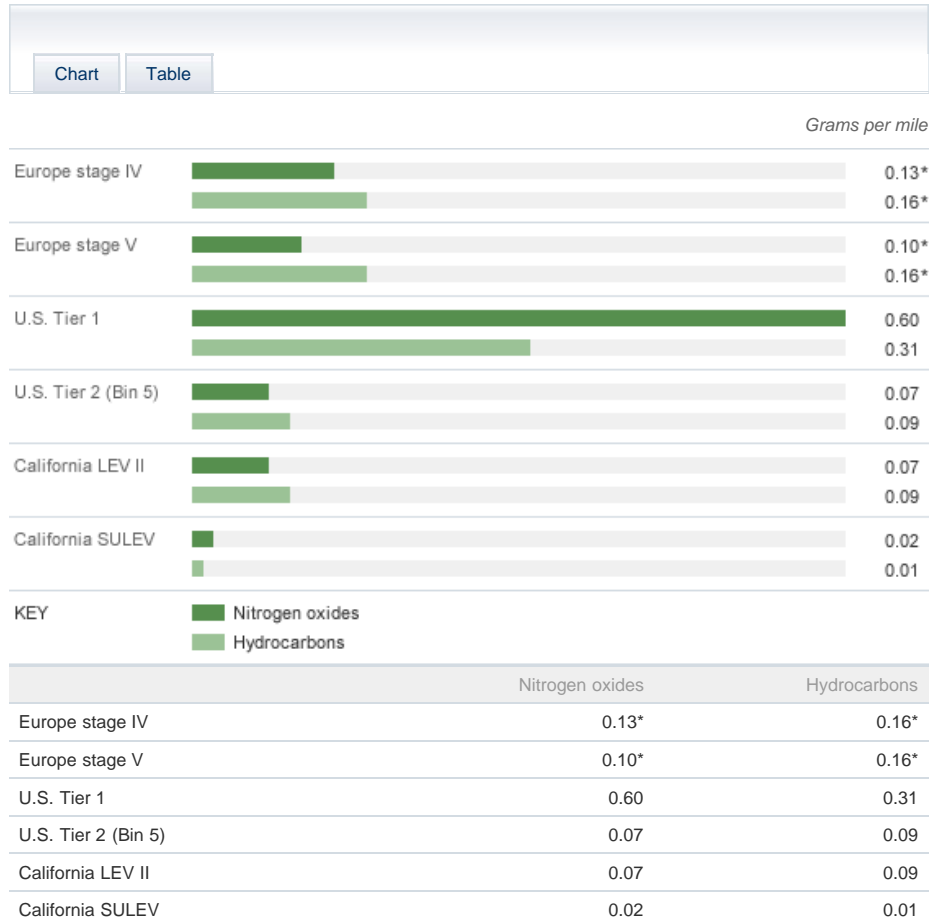 Chart Table
Grams per mile
Europe stage IV 0.13*
0.16*
Europe stage V 0.10*
0.16*
U.S. Tier 1 0.60
0.31
U.S. Tier 2 (Bin 5) 0.07
0.09
California LEV II 0.07
0.09
California SULEV 0.02
0.01
KEY Nitrogen oxides
Hydrocarbons
Nitrogen oxides Hydrocarbons
Europe stage IV 0.13* 0.16*
Europe stage V 0.10* 0.16*
U.S. Tier 1 0.60 0.31
U.S. Tier 2 (Bin 5) 0.07 0.09
California LEV II 0.07 0.09
California SULEV 0.02 0.01